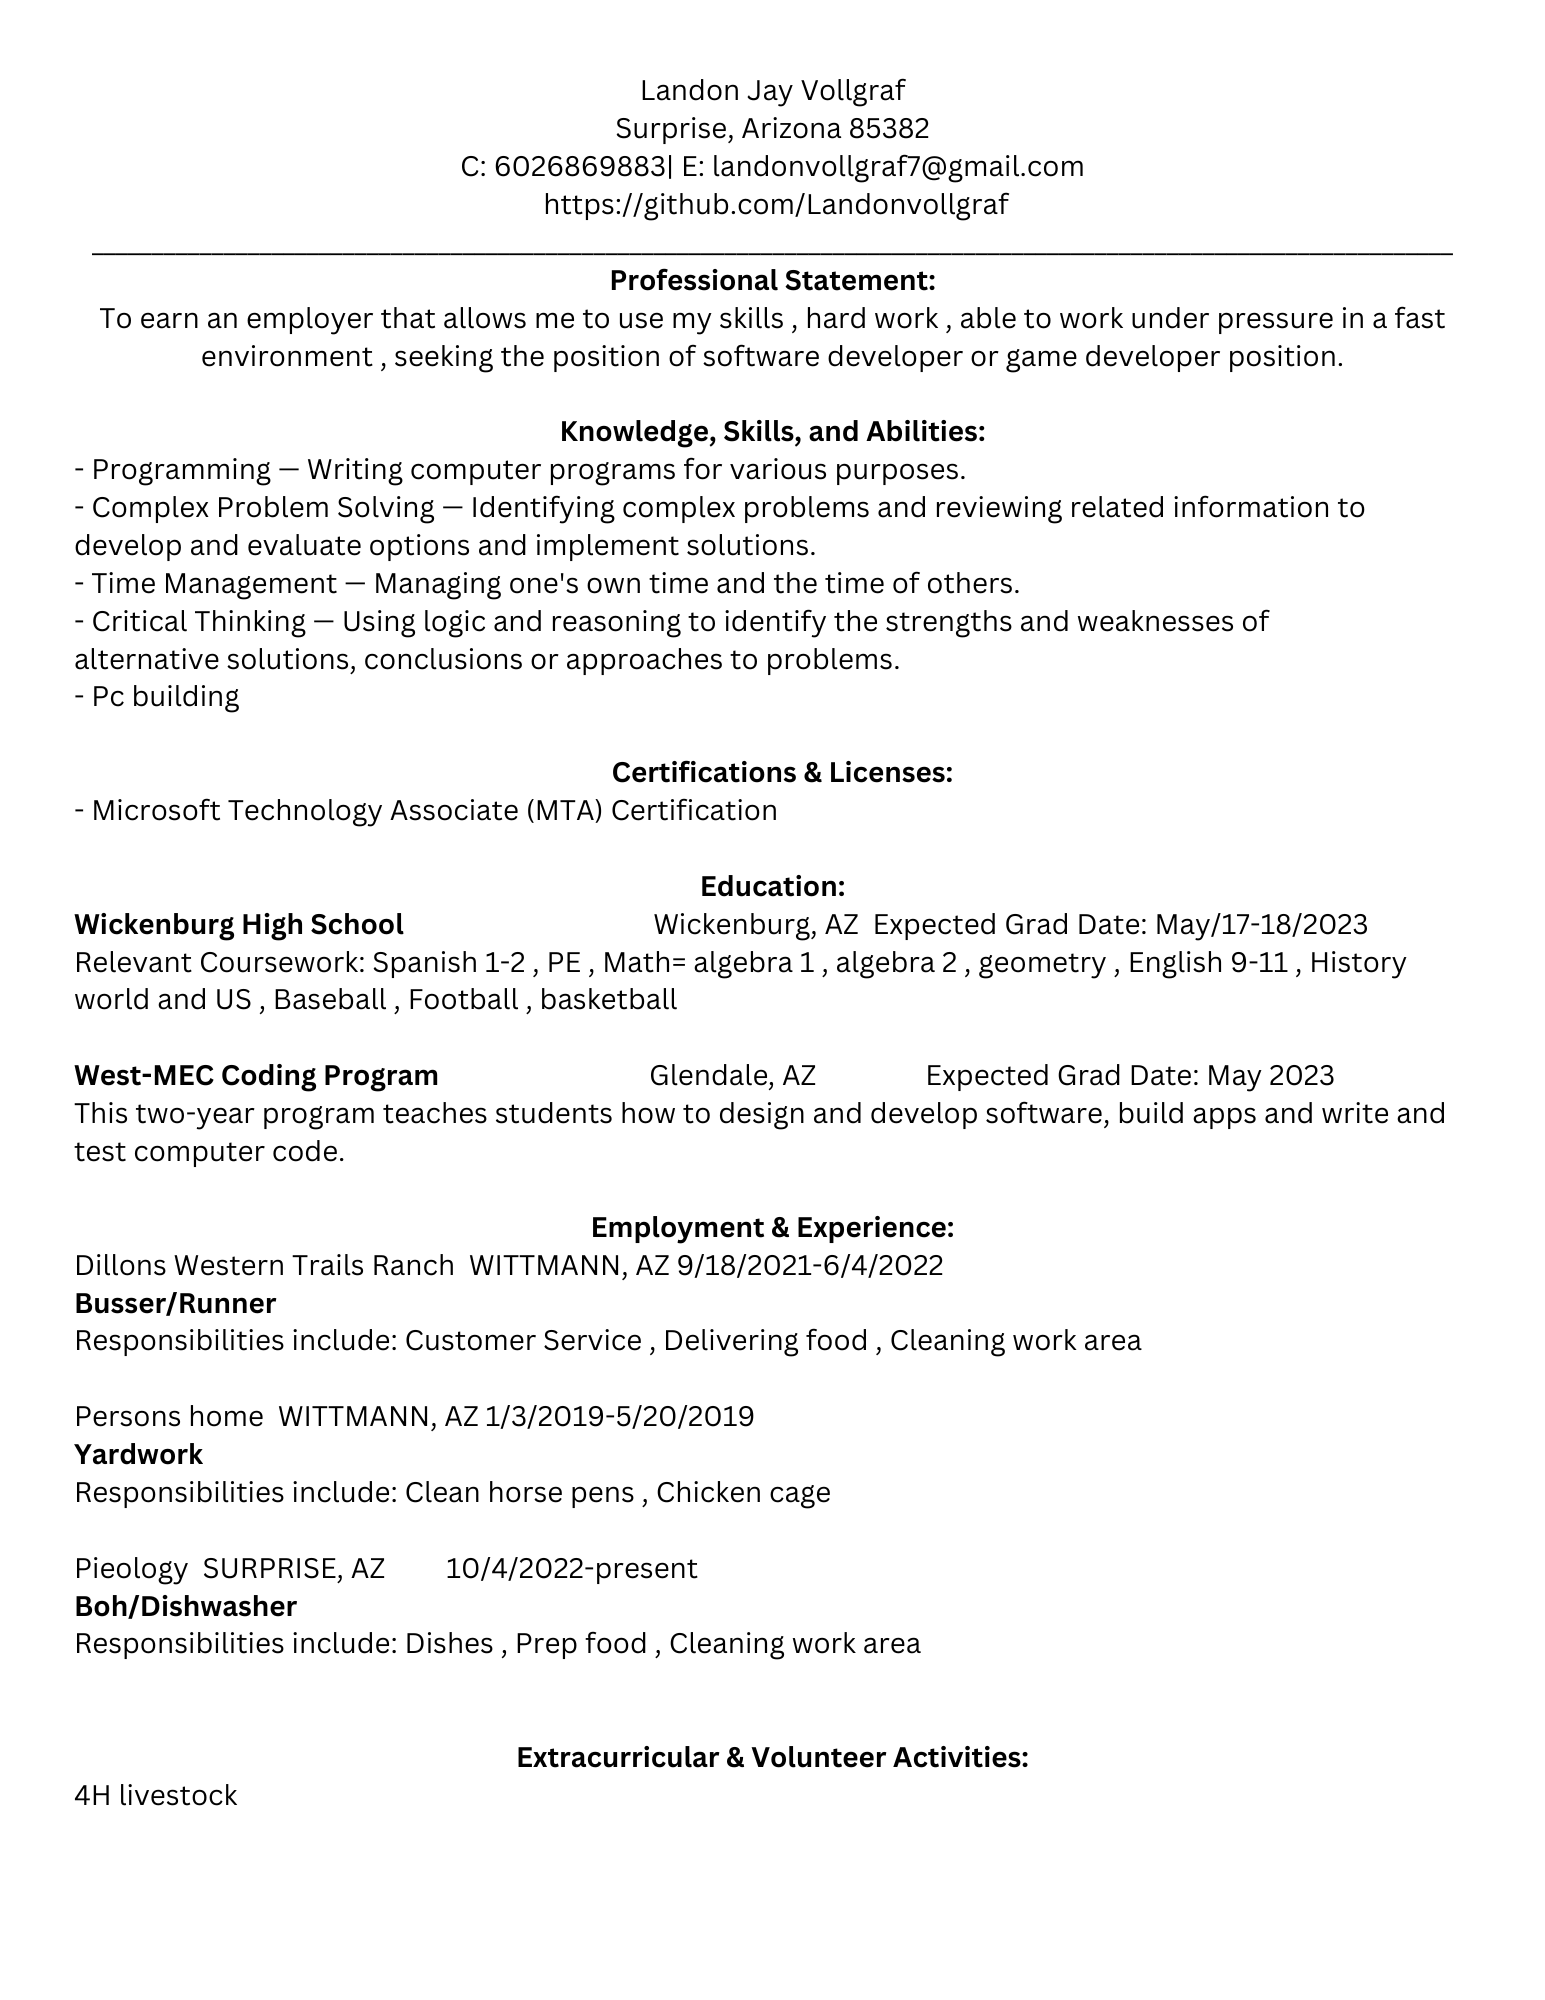 Landon Jay Vollgraf
Surprise, Arizona 85382
C: 6026869883| E: landonvollgraf7@gmail.com
https://github.com/Landonvollgraf
Professional Statement:
To earn an employer that allows me to use my skills , hard work , able to work under pressure in a fast
environment , seeking the position of software developer or game developer position.
Knowledge, Skills, and Abilities:
- Programming — Writing computer programs for various purposes.
- Complex Problem Solving — Identifying complex problems and reviewing related information to
develop and evaluate options and implement solutions.
- Time Management — Managing one's own time and the time of others.
- Critical Thinking — Using logic and reasoning to identify the strengths and weaknesses of
alternative solutions, conclusions or approaches to problems.
- Pc building
Certifications & Licenses:
- Microsoft Technology Associate (MTA) Certification
Education:
Wickenburg High School Wickenburg, AZ Expected Grad Date: May/17-18/2023
Relevant Coursework: Spanish 1-2 , PE , Math= algebra 1 , algebra 2 , geometry , English 9-11 , History
world and US , Baseball , Football , basketball
West-MEC Coding Program Glendale, AZ Expected Grad Date: May 2023
This two-year program teaches students how to design and develop software, build apps and write and
test computer code.
Employment & Experience:
Dillons Western Trails Ranch WITTMANN, AZ 9/18/2021-6/4/2022
Busser/Runner
Responsibilities include: Customer Service , Delivering food , Cleaning work area
Persons home WITTMANN, AZ 1/3/2019-5/20/2019
Yardwork
Responsibilities include: Clean horse pens , Chicken cage
Pieology SURPRISE, AZ 10/4/2022-present
Boh/Dishwasher
Responsibilities include: Dishes , Prep food , Cleaning work area
Extracurricular & Volunteer Activities:
4H livestock